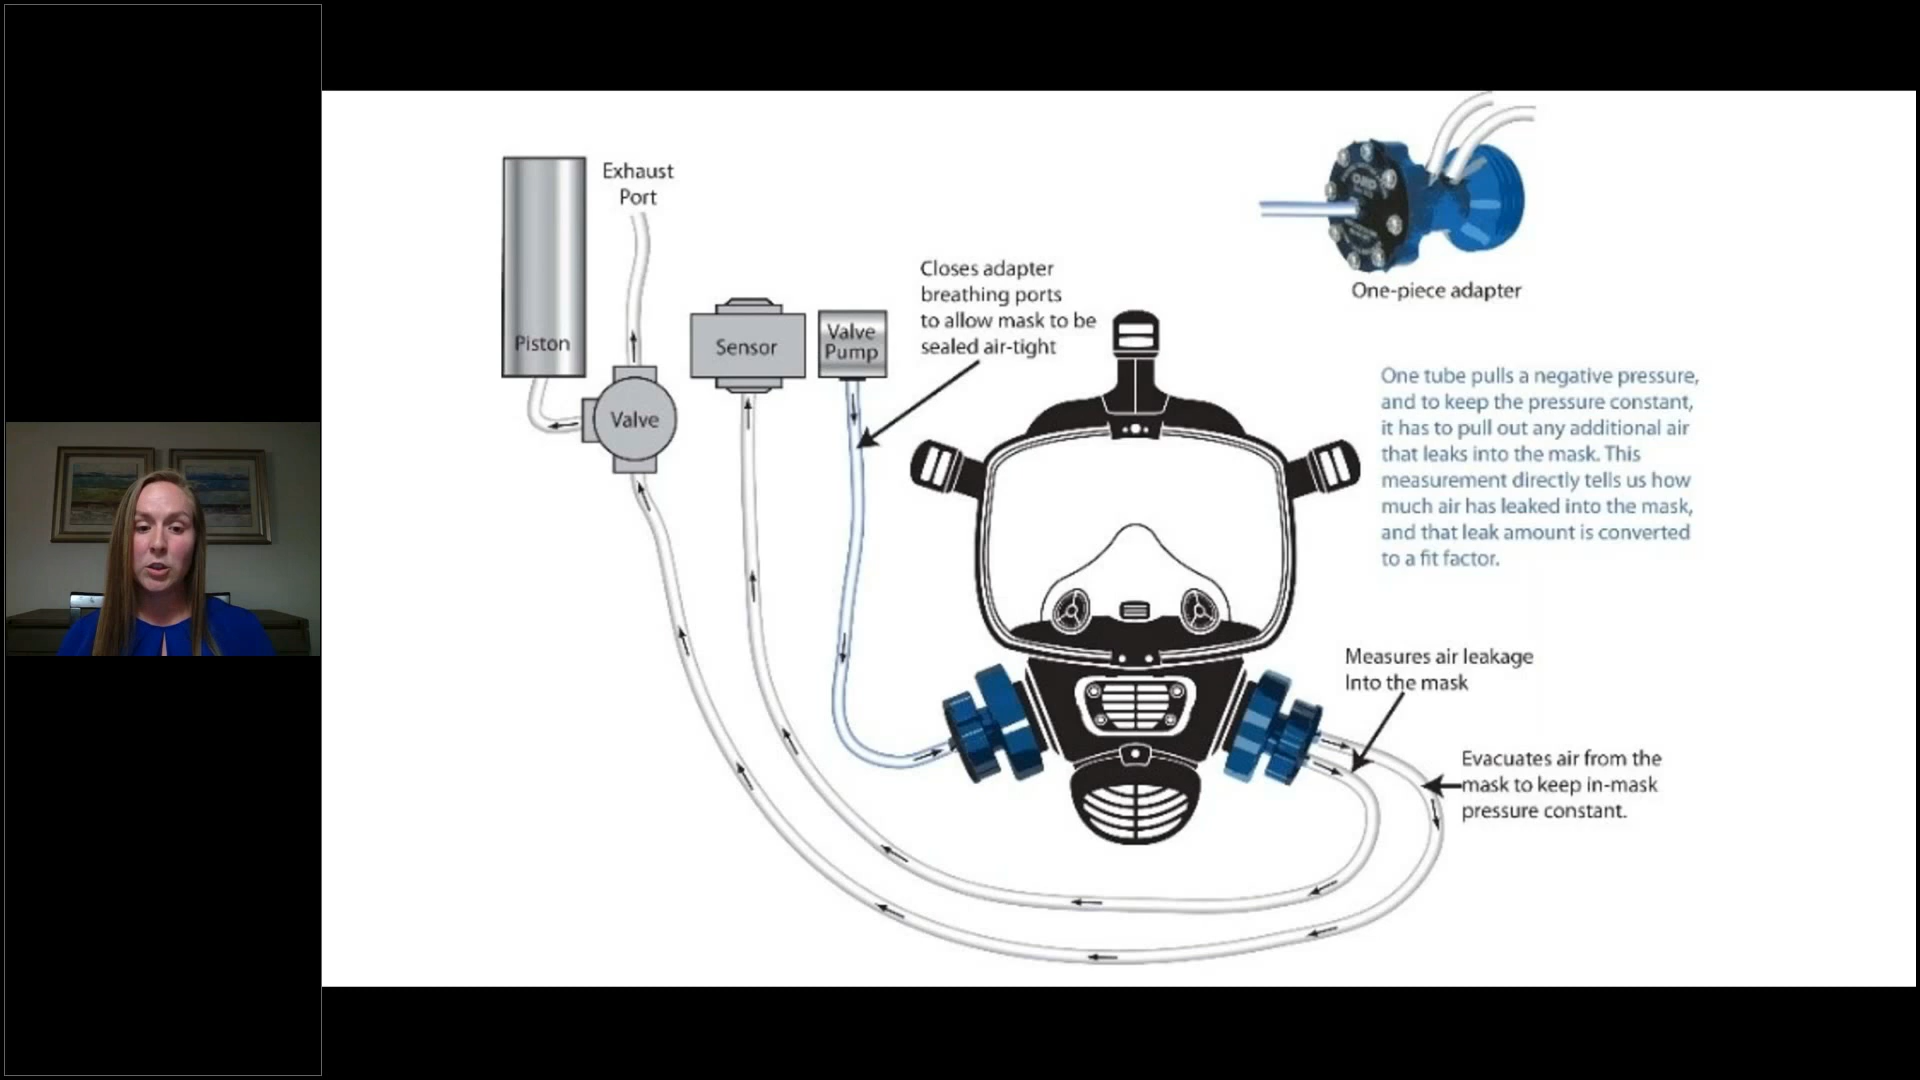 Exhaust
Port
Piston
Valve
Sensor
Valve
Pump
Closes adapter
breathing ports
to allow mask to be
sealed air-tight
One-piece adapter
One tube pulls a negative pressure,
and to keep the pressure constant,
it has to pull out any additional air
that leaks into the mask. This
measurement directly tells us how
much air has leaked into the mask,
and that leak amount is converted
to a fit factor.
Measures air leakage
Into the mask
Evacuates air from the
mask to keep in-mask
pressure constant.